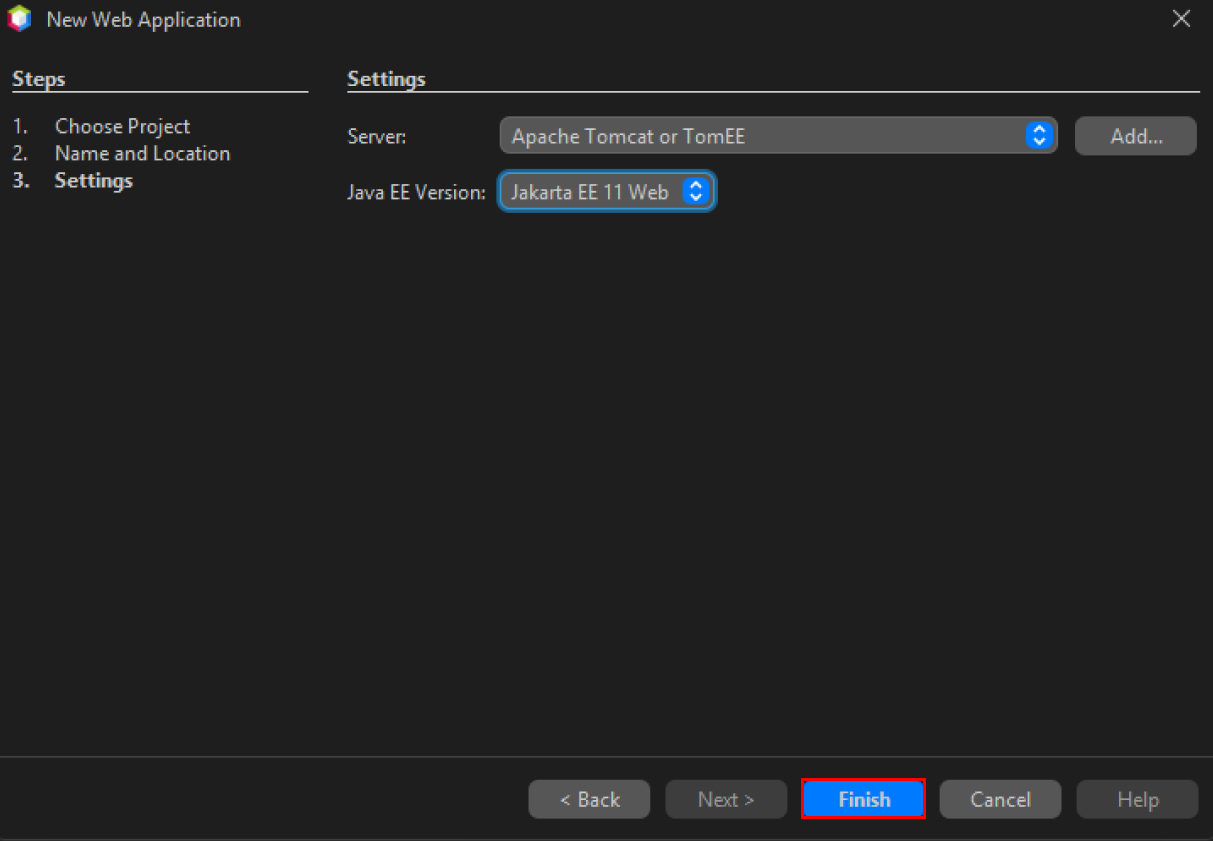 New Web Application
Steps
1. Choose Project
2. Name and Location
3. Settings
Settings
Server: Apache Tomcat or TomEE Add...
Java EE Version: Jakarta EE 11 Web
< Back Next > Finish Cancel Help